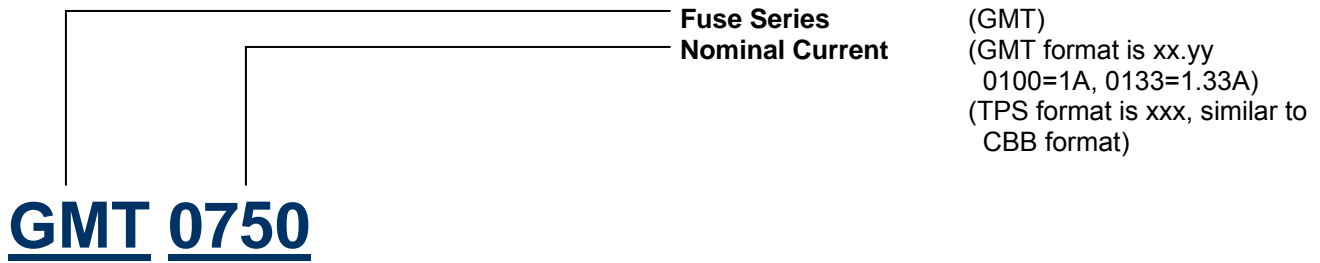 Fuse Series (GMT)
Nominal Current (GMT format is xx.yy
0100=1A, 0133=1.33A)
(TPS format is xxx, similar to
CBB format)
GMT 0750